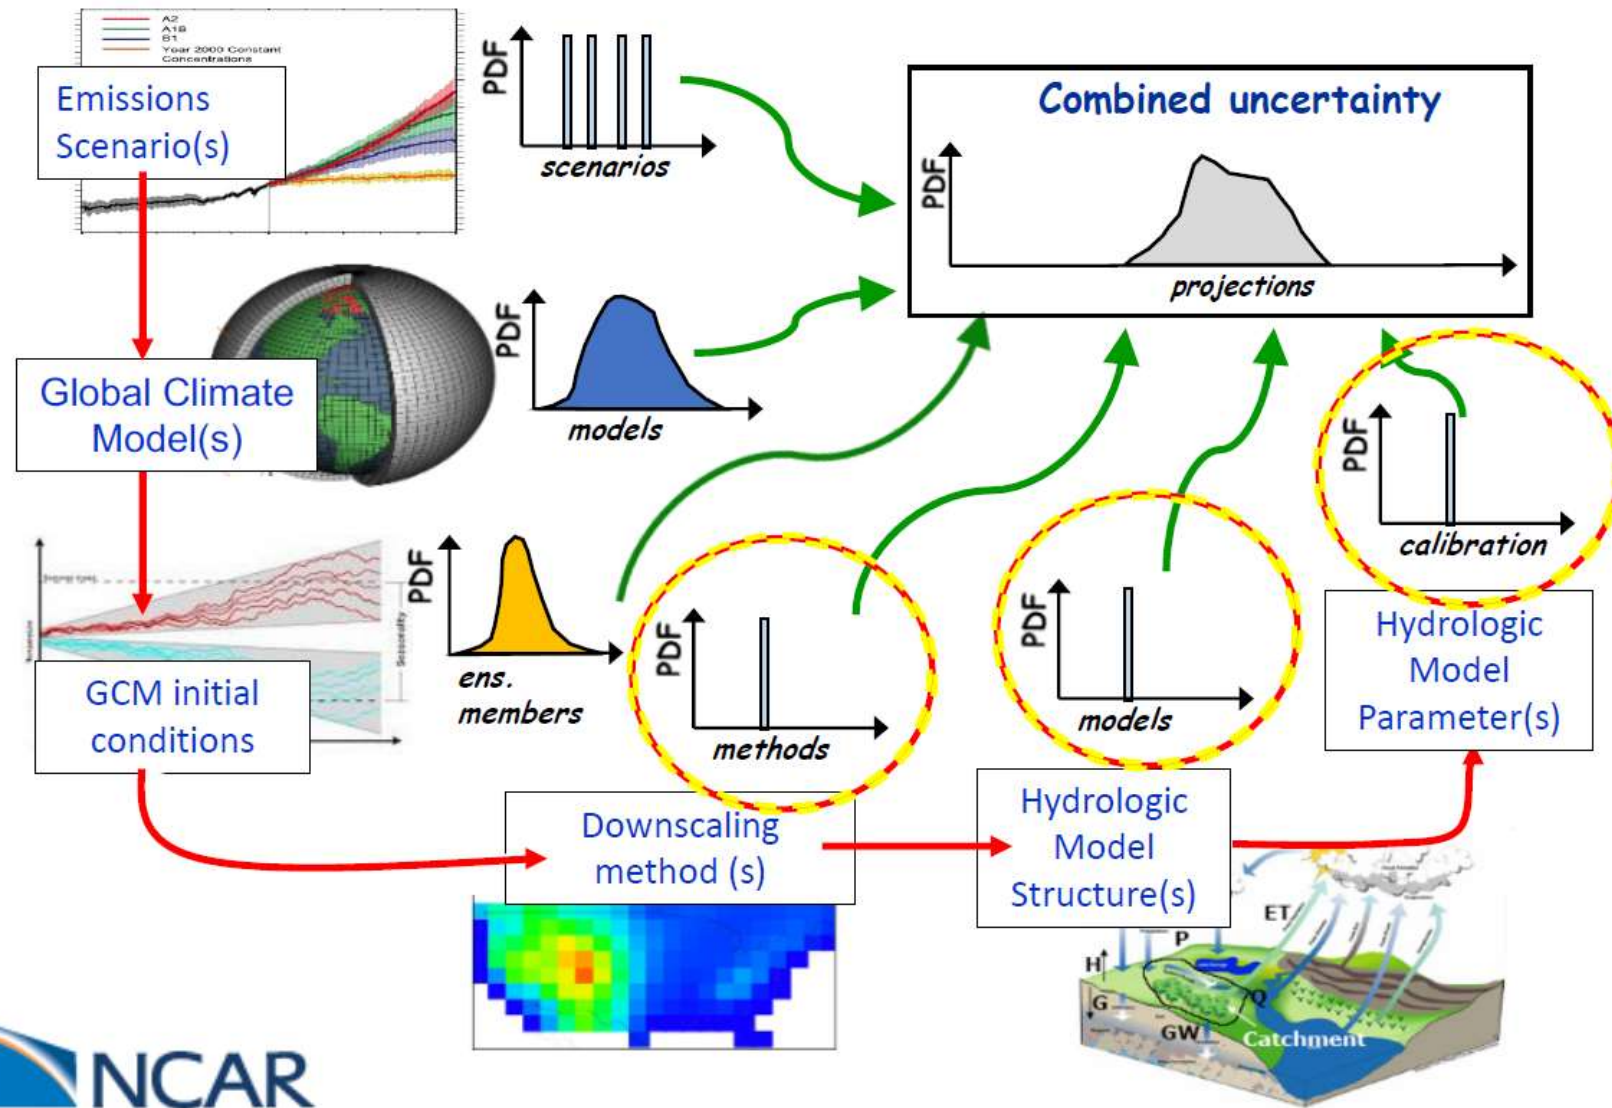 A2
A1B
B1
Year 2000 Constant
Concentrations
Emissions
Scenario(s)
PDF
scenarios
Combined uncertainty
PDF
projections
Global Climate
Model(s)
PDF
models
PDF
calibration
Seasonality
GCM initial
conditions
PDF
ens.
members
PDF
methods
PDF
models
Hydrologic
Model
Parameter(s)
Downscaling
method (s)
Hydrologic
Model
Structure(s)
ET
P
H
G
Q
GW
Catchment
NCAR